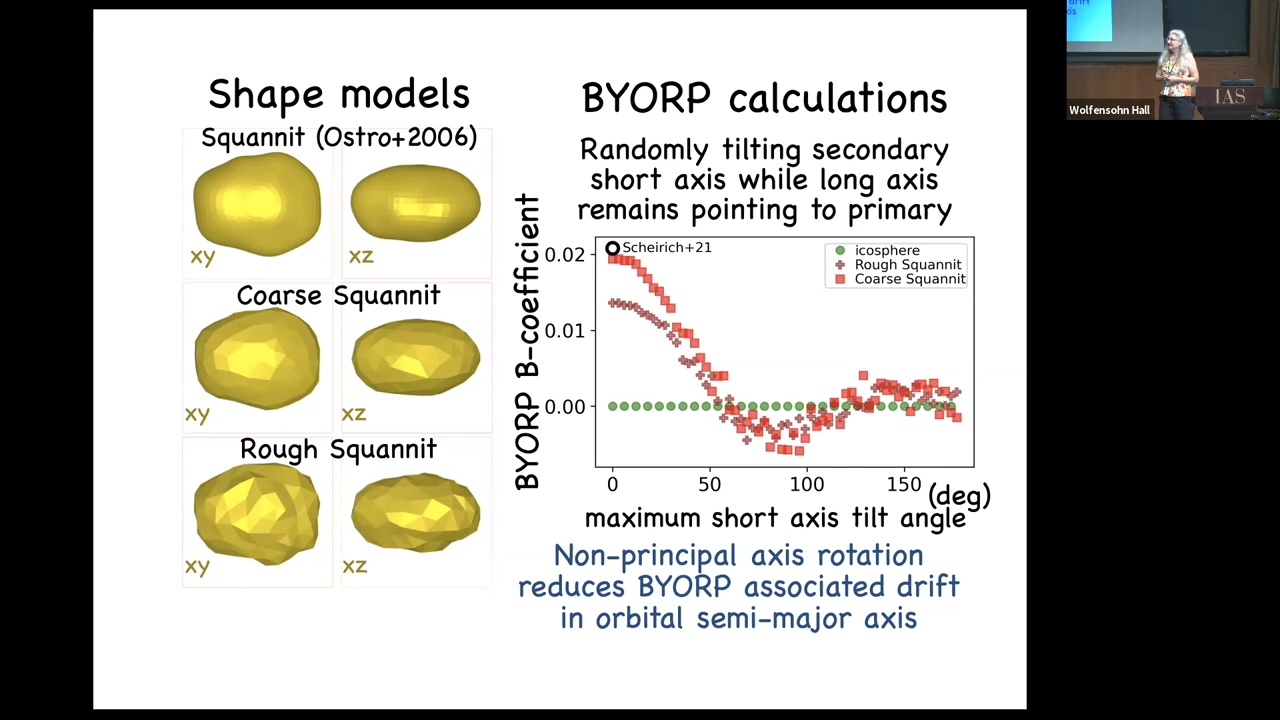 Shape models
Squannit (Ostro+2006)
xy
xz
Coarse Squannit
xy
xz
Rough Squannit
xy
xz
BYORP calculations
Randomly tilting secondary
short axis while long axis
remains pointing to primary
BYORP B-coefficient
0.02
0.01
0.00
Scheirich+21
icosphere
Rough Squannit
Coarse Squannit
0
50
100
150
(deg)
maximum short axis tilt angle
Non-principal axis rotation
reduces BYORP associated drift
in orbital semi-major axis
drift
xis
IAS
Wolfensohn Hall